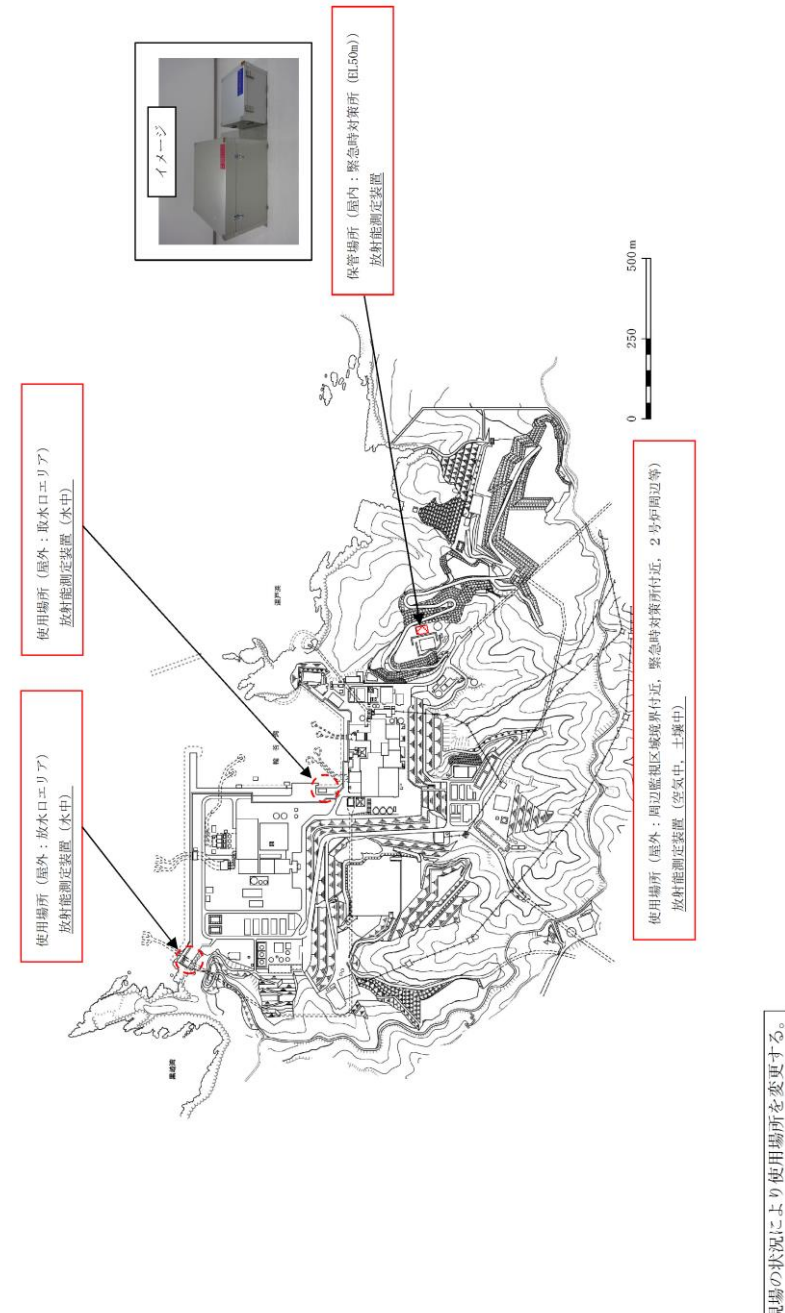 イメージ
保管場所(屋内:緊急時対策所(EL50m))
放射能測定装置
使用場所(屋外:取水口エリア)
放射能測定装置(水中)
使用場所(屋外:放水口エリア)
放射能測定装置(水中)
0 250 500 m
使用場所(屋外:周辺監視区域境界付近,緊急時対策所付近,2号炉周辺等)
放射能測定装置(空気中,土壌中)
場の状況により使用場所を変更する。